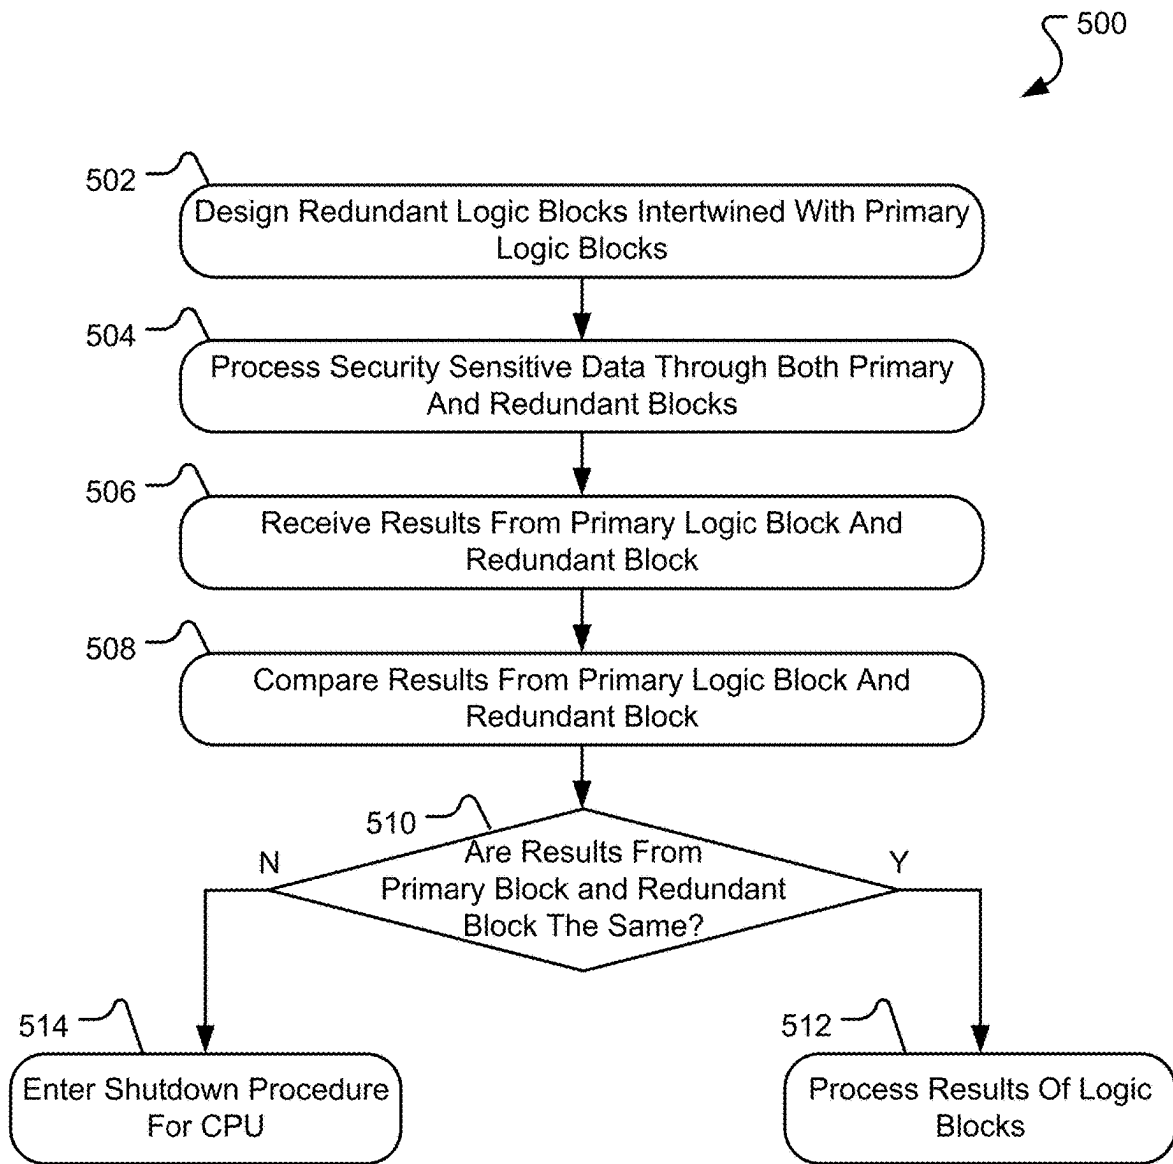 500
502
Design Redundant Logic Blocks Intertwined With Primary
Logic Blocks
504
Process Security Sensitive Data Through Both Primary
And Redundant Blocks
506
Receive Results From Primary Logic Block And
Redundant Block
508
Compare Results From Primary Logic Block And
Redundant Block
510
N
Y
Are Results From
Primary Block and Redundant
Block The Same?
514
Enter Shutdown Procedure
For CPU
512
Process Results Of Logic
Blocks